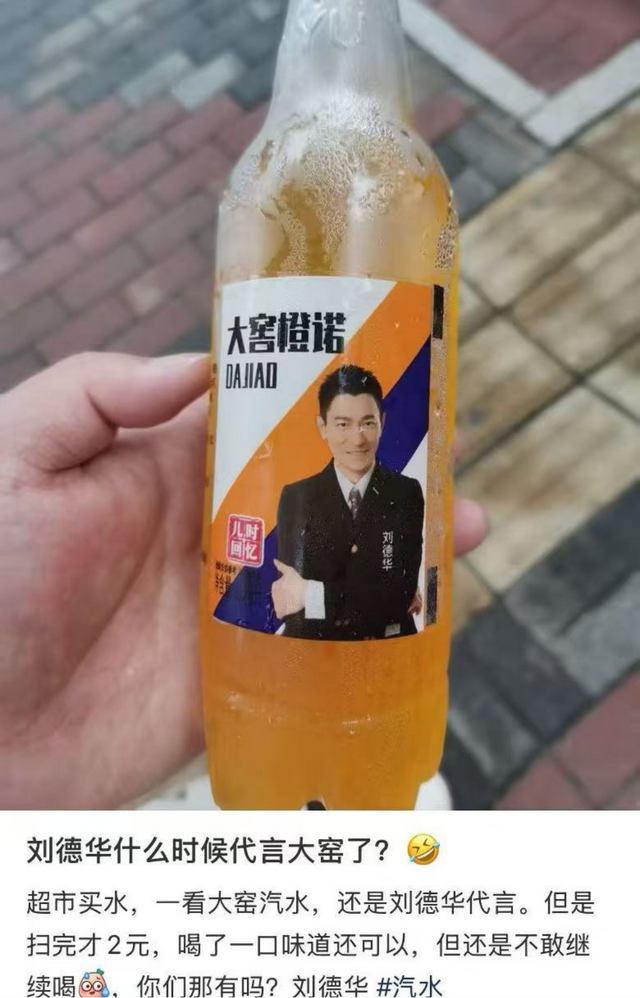 大窖橙诺
DAJIAO
儿时
回忆
刘德华
刘德华什么时候代言大窑了？🤣
超市买水，一看大窑汽水，还是刘德华代言。但是
扫完才2元，喝了一口味道还可以，但还是不敢继
续喝，你们那有吗？刘德华 #汽水